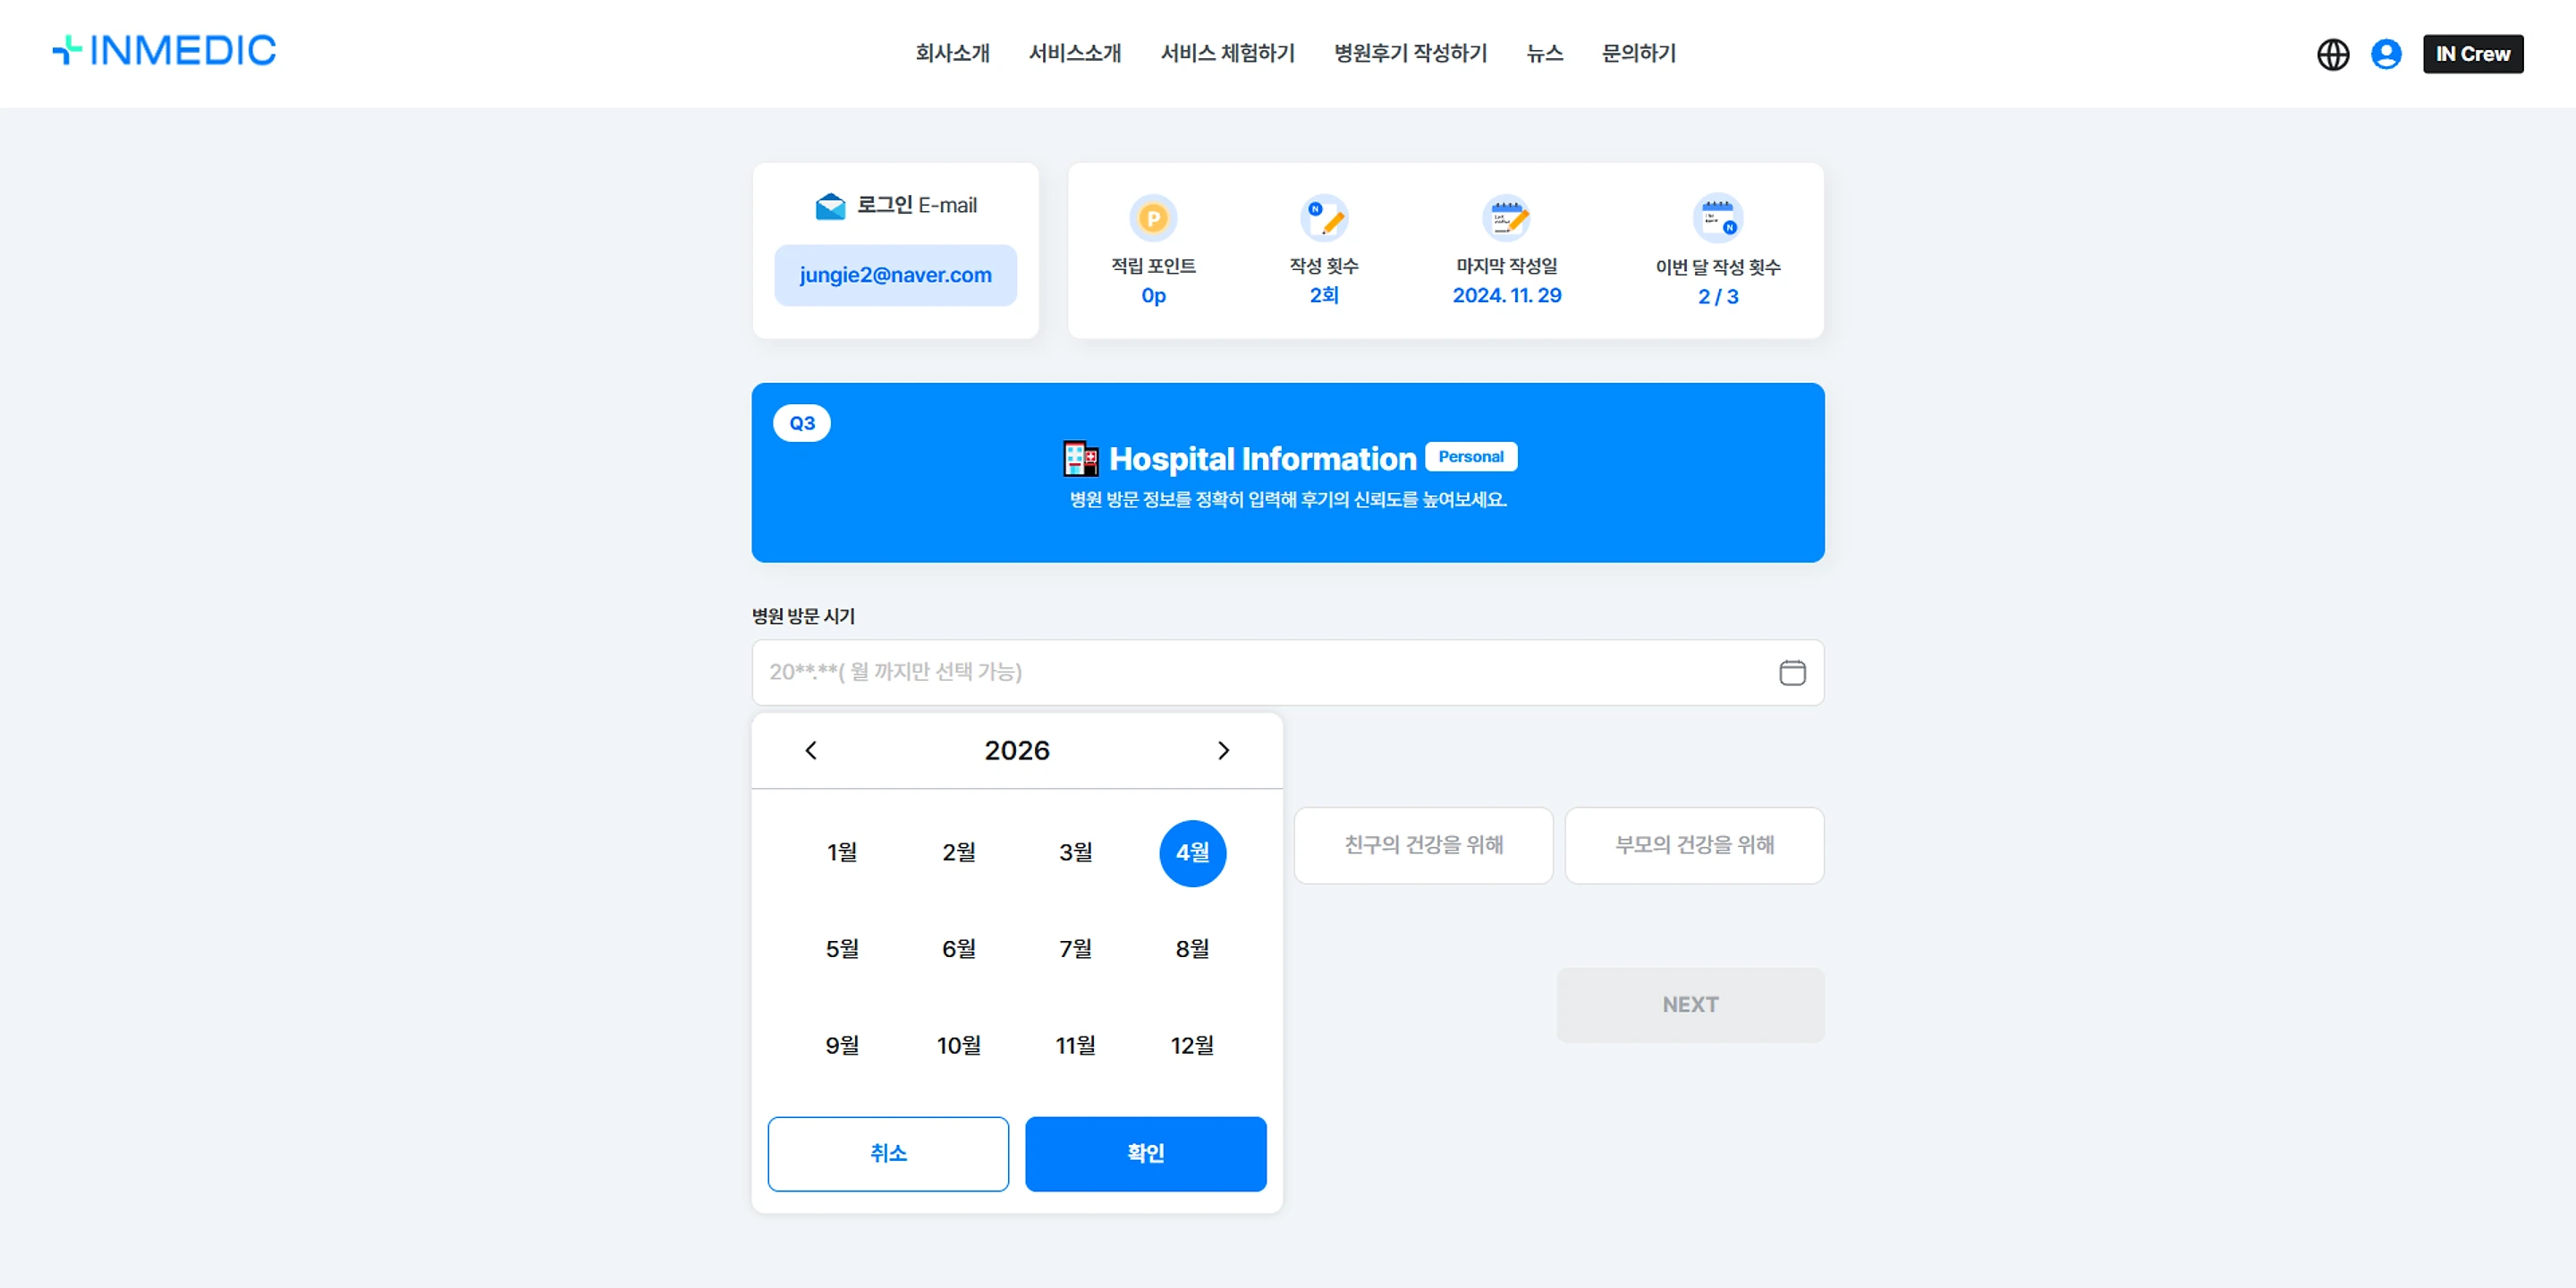 INMEDIC
회사소개 서비스소개 서비스 체험하기 병원후기 작성하기 뉴스 문의하기
IN Crew
로그인 E-mail
jungie2@naver.com
적립 포인트
0p
작성 횟수
2회
마지막 작성일
2024. 11. 29
이번 달 작성 횟수
2 / 3
Q3
Hospital Information Personal
병원 방문 정보를 정확히 입력해 후기의 신뢰도를 높여보세요.
병원 방문 시기
20**.**( 월 까지만 선택 가능)
2026
1월 2월 3월 4월
5월 6월 7월 8월
9월 10월 11월 12월
취소 확인
친구의 건강을 위해 부모의 건강을 위해
NEXT